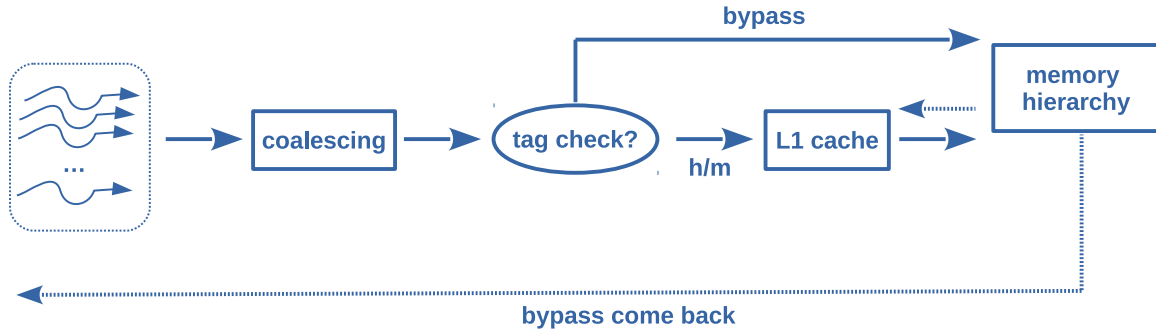 bypass
memory
hierarchy
coalescing
tag check?
L1 cache
h/m
...
bypass come back